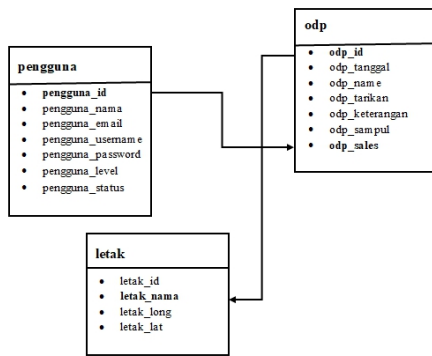 pengguna
• pengguna_id
• pengguna_nama
• pengguna_email
• pengguna_username
• pengguna_password
• pengguna_level
• pengguna_status
odp
• odp_id
• odp_tanggal
• odp_name
• odp_tarikan
• odp_keterangan
• odp_sampul
• odp_sales
letak
• letak_id
• letak_nama
• letak_long
• letak_lat